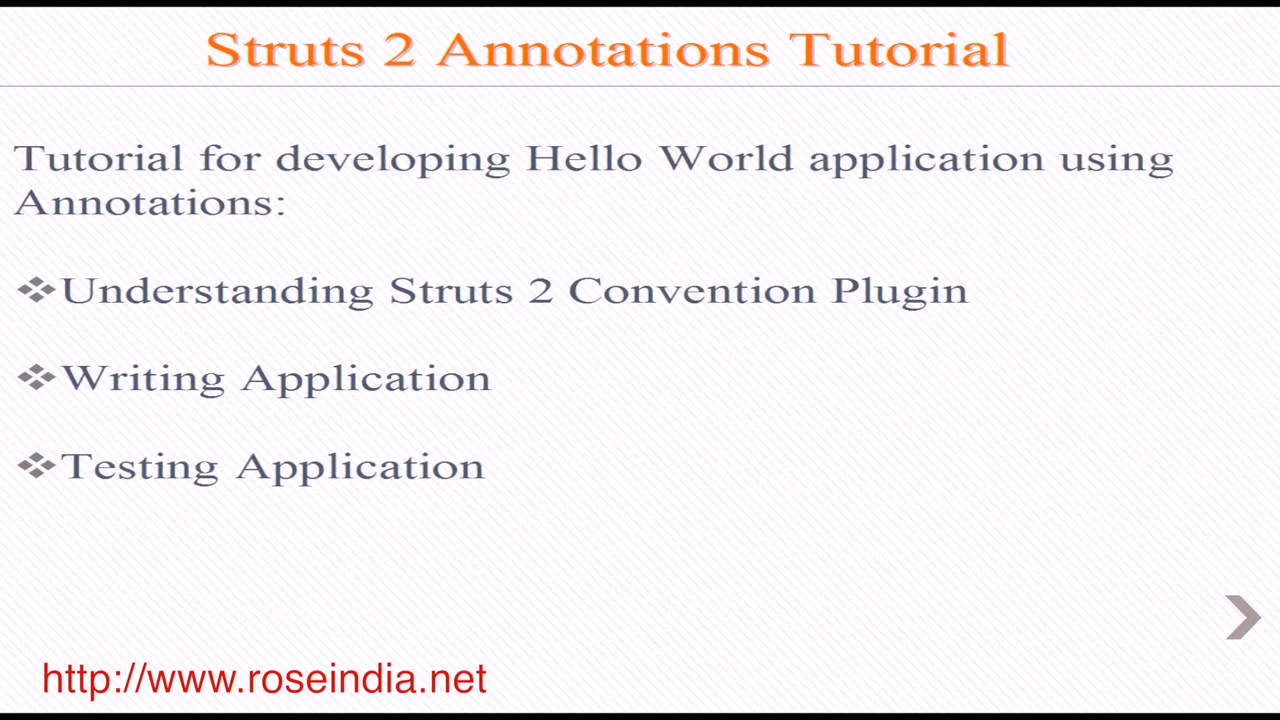 Struts 2 Annotations Tutorial
Tutorial for developing Hello World application using
Annotations:
❖Understanding Struts 2 Convention Plugin
❖Writing Application
❖Testing Application
http://www.roseindia.net